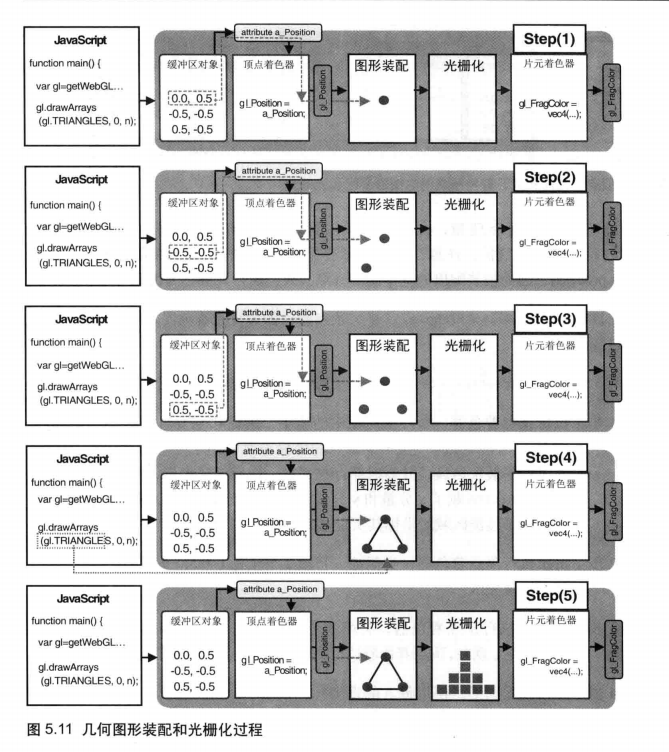 Step(1)
JavaScript
function main() {
var gl=getWebGL…
gl.drawArrays
(gl.TRIANGLES, 0, n);
attribute a_Position
缓冲区对象
0.0, 0.5
-0.5, -0.5
0.5, -0.5
顶点着色器
gl_Position =
a_Position;
gl_Position
图形装配
光栅化
片元着色器
gl_FragColor =
vec4(...);
gl_FragColor
Step(2)
JavaScript
function main() {
var gl=getWebGL…
gl.drawArrays
(gl.TRIANGLES, 0, n);
attribute a_Position
缓冲区对象
0.0, 0.5
-0.5, -0.5
0.5, -0.5
顶点着色器
gl_Position =
a_Position;
gl_Position
图形装配
光栅化
片元着色器
gl_FragColor =
vec4(...);
gl_FragColor
Step(3)
JavaScript
function main() {
var gl=getWebGL…
gl.drawArrays
(gl.TRIANGLES, 0, n);
attribute a_Position
缓冲区对象
0.0, 0.5
-0.5, -0.5
0.5, -0.5
顶点着色器
gl_Position =
a_Position;
gl_Position
图形装配
光栅化
片元着色器
gl_FragColor =
vec4(...);
gl_FragColor
Step(4)
JavaScript
function main() {
var gl=getWebGL…
gl.drawArrays
(gl.TRIANGLES, 0, n);
attribute a_Position
缓冲区对象
0.0, 0.5
-0.5, -0.5
0.5, -0.5
顶点着色器
gl_Position =
a_Position;
gl_Position
图形装配
光栅化
片元着色器
gl_FragColor =
vec4(...);
gl_FragColor
Step(5)
JavaScript
function main() {
var gl=getWebGL…
gl.drawArrays
(gl.TRIANGLES, 0, n);
attribute a_Position
缓冲区对象
0.0, 0.5
-0.5, -0.5
0.5, -0.5
顶点着色器
gl_Position =
a_Position;
gl_Position
图形装配
光栅化
片元着色器
gl_FragColor =
vec4(...);
gl_FragColor
图 5.11 几何图形装配和光栅化过程